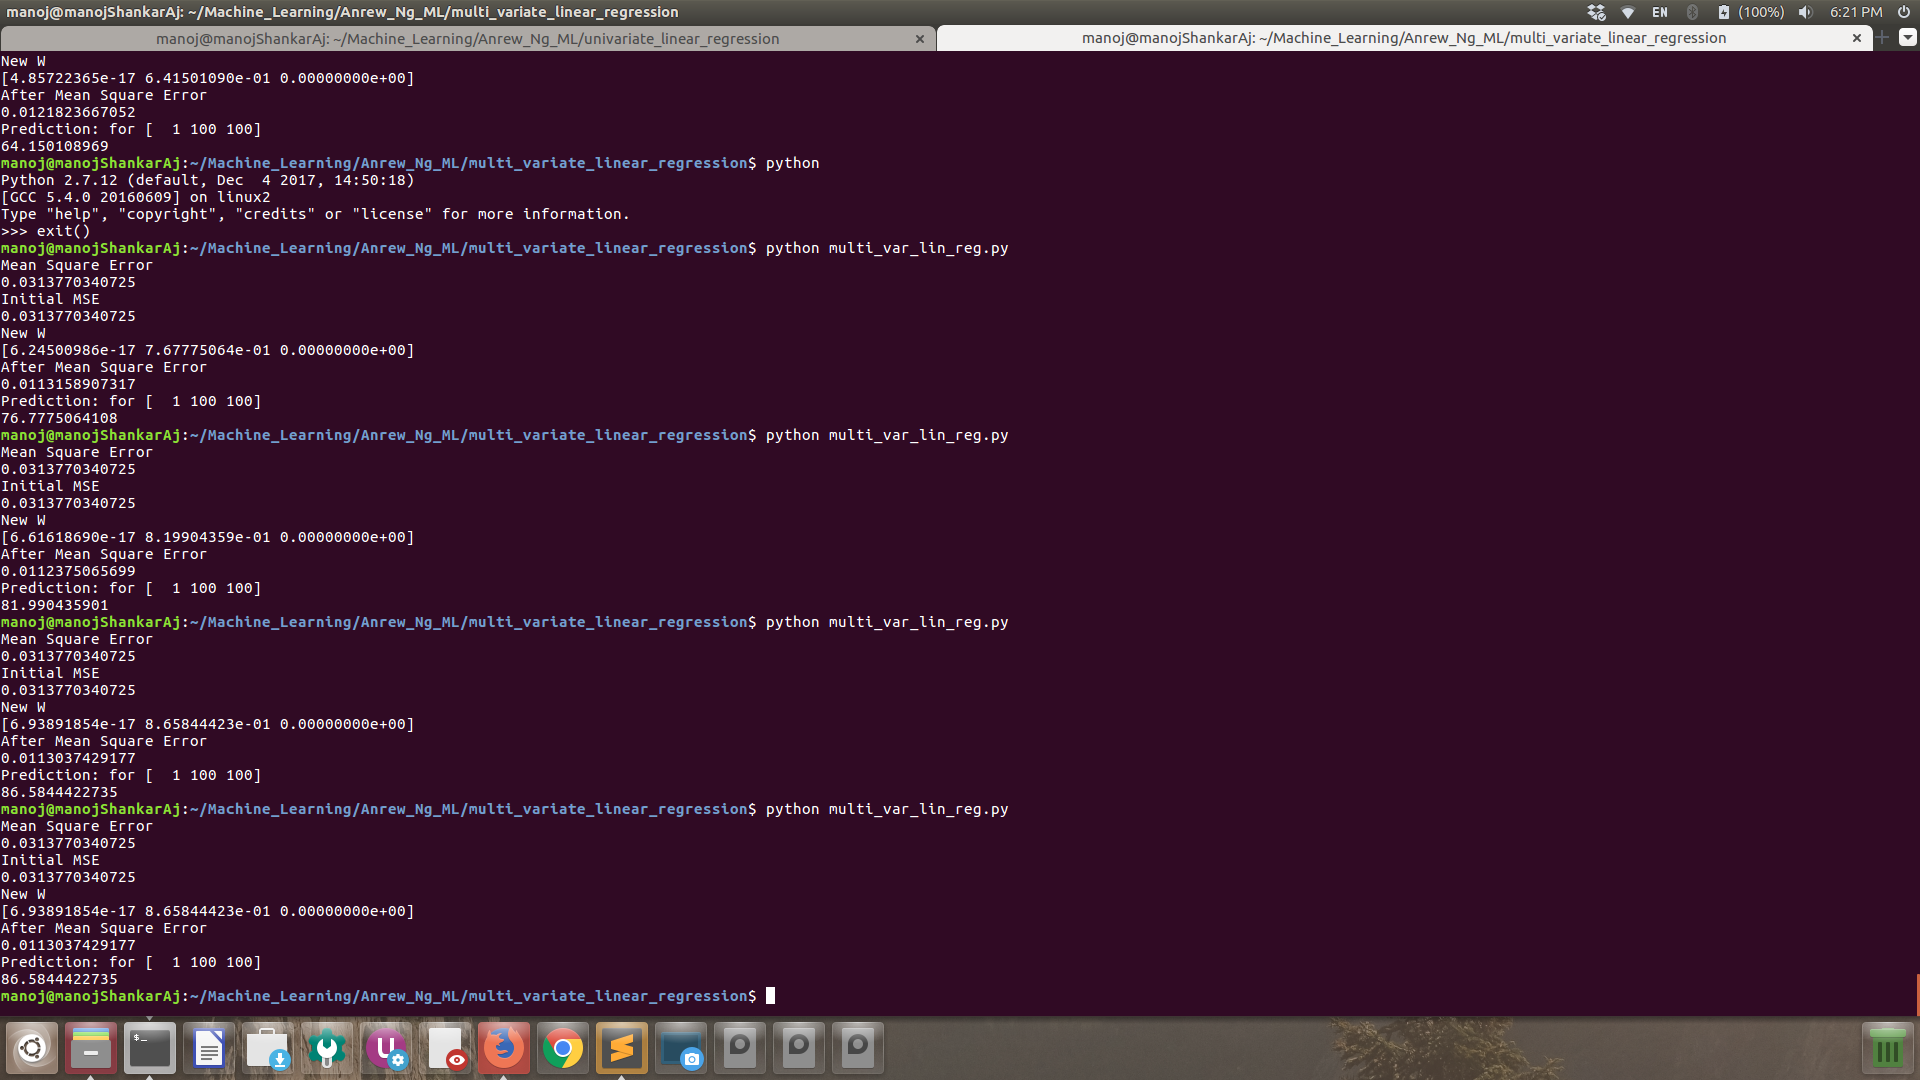 manoj@manojShankarAj: ~/Machine_Learning/Anrew_Ng_ML/multi_variate_linear_regression
EN
(100%)
6:21 PM
manoj@manojShankarAj: ~/Machine_Learning/Anrew_Ng_ML/univariate_linear_regression
manoj@manojShankarAj: ~/Machine_Learning/Anrew_Ng_ML/multi_variate_linear_regression
New W
[4.85722365e-17 6.41501090e-01 0.00000000e+00]
After Mean Square Error
0.0121823667052
Prediction: for [  1 100 100]
64.150108969
manoj@manojShankarAj:~/Machine_Learning/Anrew_Ng_ML/multi_variate_linear_regression$ python
Python 2.7.12 (default, Dec  4 2017, 14:50:18)
[GCC 5.4.0 20160609] on linux2
Type "help", "copyright", "credits" or "license" for more information.
>>> exit()
manoj@manojShankarAj:~/Machine_Learning/Anrew_Ng_ML/multi_variate_linear_regression$ python multi_var_lin_reg.py
Mean Square Error
0.0313770340725
Initial MSE
0.0313770340725
New W
[6.24500986e-17 7.67775064e-01 0.00000000e+00]
After Mean Square Error
0.0113158907317
Prediction: for [  1 100 100]
76.7775064108
manoj@manojShankarAj:~/Machine_Learning/Anrew_Ng_ML/multi_variate_linear_regression$ python multi_var_lin_reg.py
Mean Square Error
0.0313770340725
Initial MSE
0.0313770340725
New W
[6.61618690e-17 8.19904359e-01 0.00000000e+00]
After Mean Square Error
0.0112375065699
Prediction: for [  1 100 100]
81.990435901
manoj@manojShankarAj:~/Machine_Learning/Anrew_Ng_ML/multi_variate_linear_regression$ python multi_var_lin_reg.py
Mean Square Error
0.0313770340725
Initial MSE
0.0313770340725
New W
[6.93891854e-17 8.65844423e-01 0.00000000e+00]
After Mean Square Error
0.0113037429177
Prediction: for [  1 100 100]
86.5844422735
manoj@manojShankarAj:~/Machine_Learning/Anrew_Ng_ML/multi_variate_linear_regression$ python multi_var_lin_reg.py
Mean Square Error
0.0313770340725
Initial MSE
0.0313770340725
New W
[6.93891854e-17 8.65844423e-01 0.00000000e+00]
After Mean Square Error
0.0113037429177
Prediction: for [  1 100 100]
86.5844422735
manoj@manojShankarAj:~/Machine_Learning/Anrew_Ng_ML/multi_variate_linear_regression$